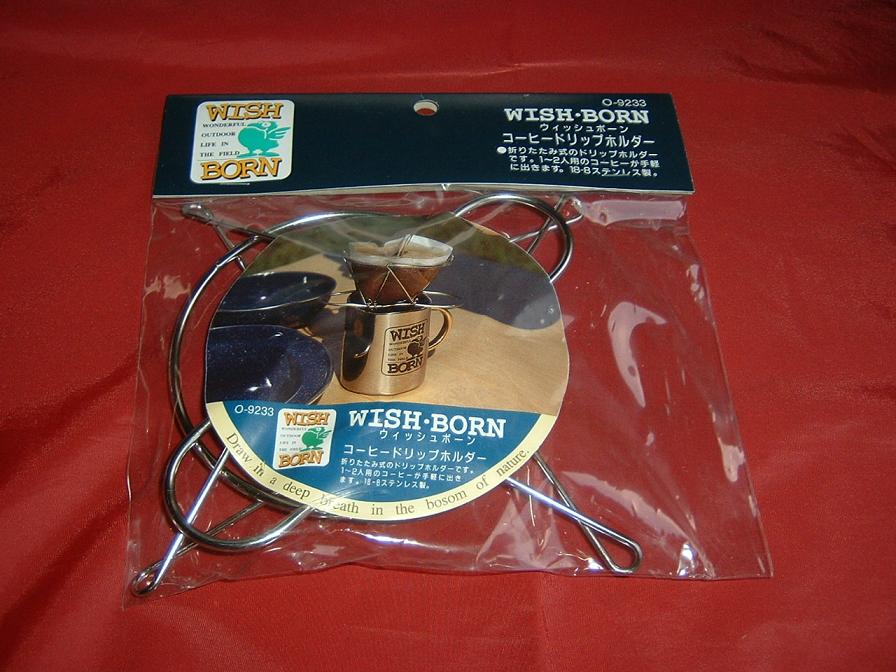 WISH
WONDERFUL
OUTDOOR
LIFE IN
THE FIELD
BORN
O-9233
WISH·BORN
ウィッシュボーン
コーヒードリップホルダー
●折りたたみ式のドリップホルダー
です。1~2人用のコーヒーが手軽
に出きます。18-8ステンレス製。
WISH
WONDERFUL
OUTDOOR
LIFE IN
THE FIELD
BORN
O-9233
WISH
WONDERFUL
OUTDOOR
LIFE IN
THE FIELD
BORN
WISH·BORN
ウィッシュボーン
コーヒードリップホルダー
折りたたみ式のドリップホルダーです。
1~2人用のコーヒーが手軽に出き
ます。18-8ステンレス製。
Draw in a deep breath in the bosom of nature.